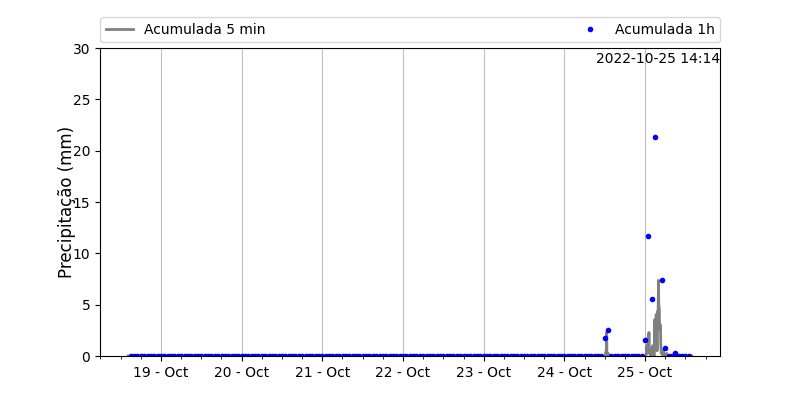 Acumulada 5 min
Acumulada 1h
2022-10-25 14:14
Precipitação (mm)
30
25
20
15
10
5
0
19 - Oct
20 - Oct
21 - Oct
22 - Oct
23 - Oct
24 - Oct
25 - Oct